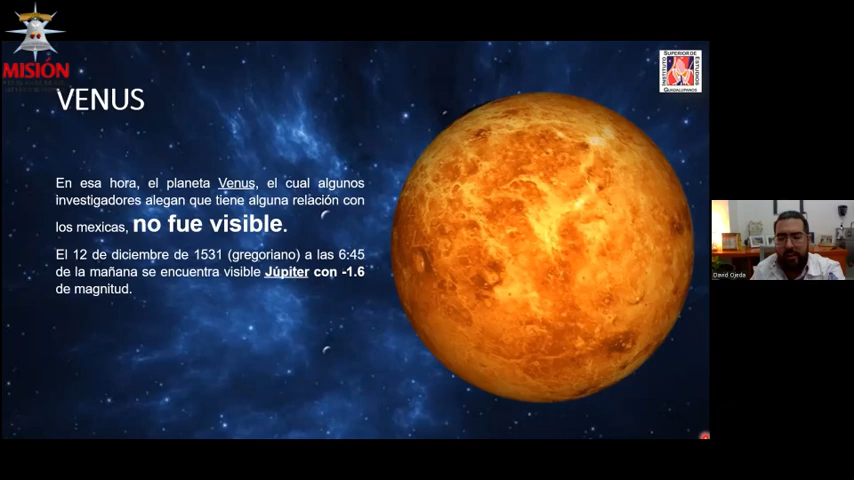 MISIÓN
VENUS
INSTITUTO
SUPERIOR DE
ESTUDIOS
GUADALUPANOS
En esa hora, el planeta Venus, el cual algunos
investigadores alegan que tiene alguna relación con
los mexicas, no fue visible.
El 12 de diciembre de 1531 (gregoriano) a las 6:45
de la mañana se encuentra visible Júpiter con -1.6
de magnitud.
David Ojeda